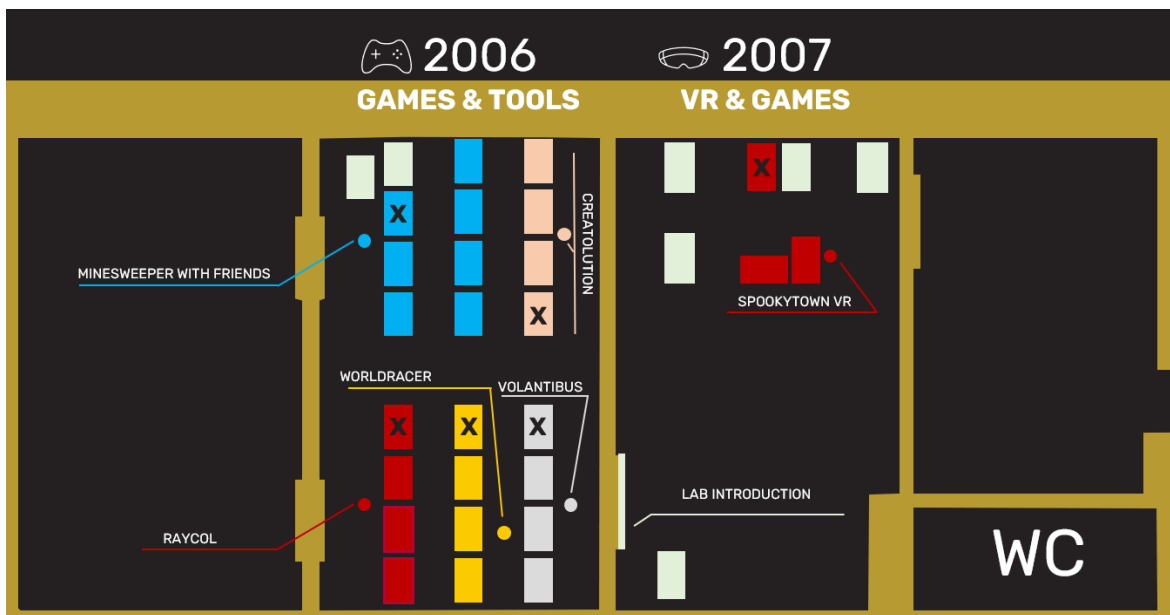 2006
2007
GAMES & TOOLS
VR & GAMES
X
X
CREATOLUTION
MINESWEEPER WITH FRIENDS
SPOOKYTOWN VR
X
WORLDRACER
VOLANTIBUS
X
X
X
LAB INTRODUCTION
RAYCOL
WC